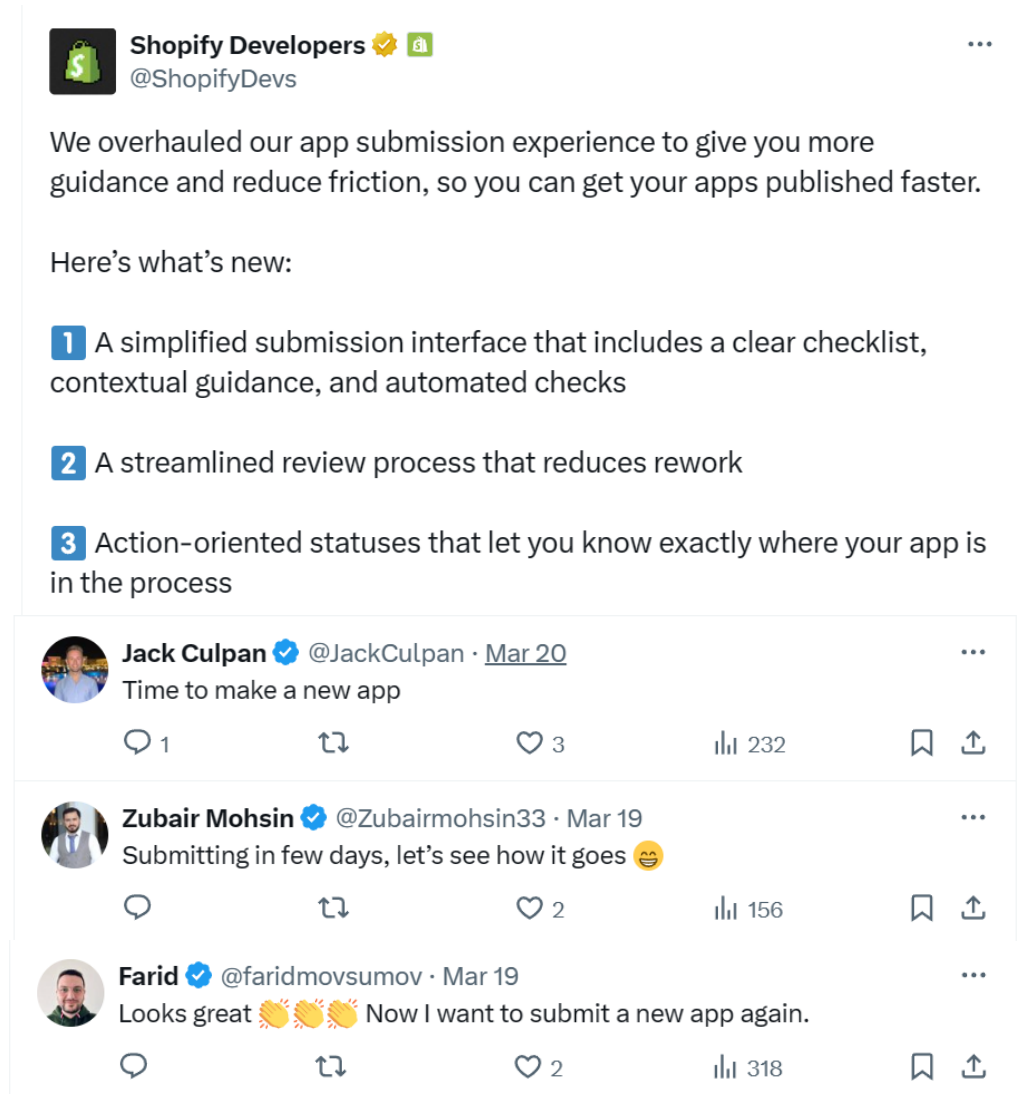 Shopify Developers
@ShopifyDevs
We overhauled our app submission experience to give you more
guidance and reduce friction, so you can get your apps published faster.
Here’s what’s new:
1️⃣ A simplified submission interface that includes a clear checklist,
contextual guidance, and automated checks
2️⃣ A streamlined review process that reduces rework
3️⃣ Action-oriented statuses that let you know exactly where your app is
in the process
Jack Culpan @JackCulpan · Mar 20
Time to make a new app
1 3 232
Zubair Mohsin @Zubairmohsin33 · Mar 19
Submitting in few days, let’s see how it goes 😁
2 156
Farid @faridmovsumov · Mar 19
Looks great 👏👏👏 Now I want to submit a new app again.
2 318